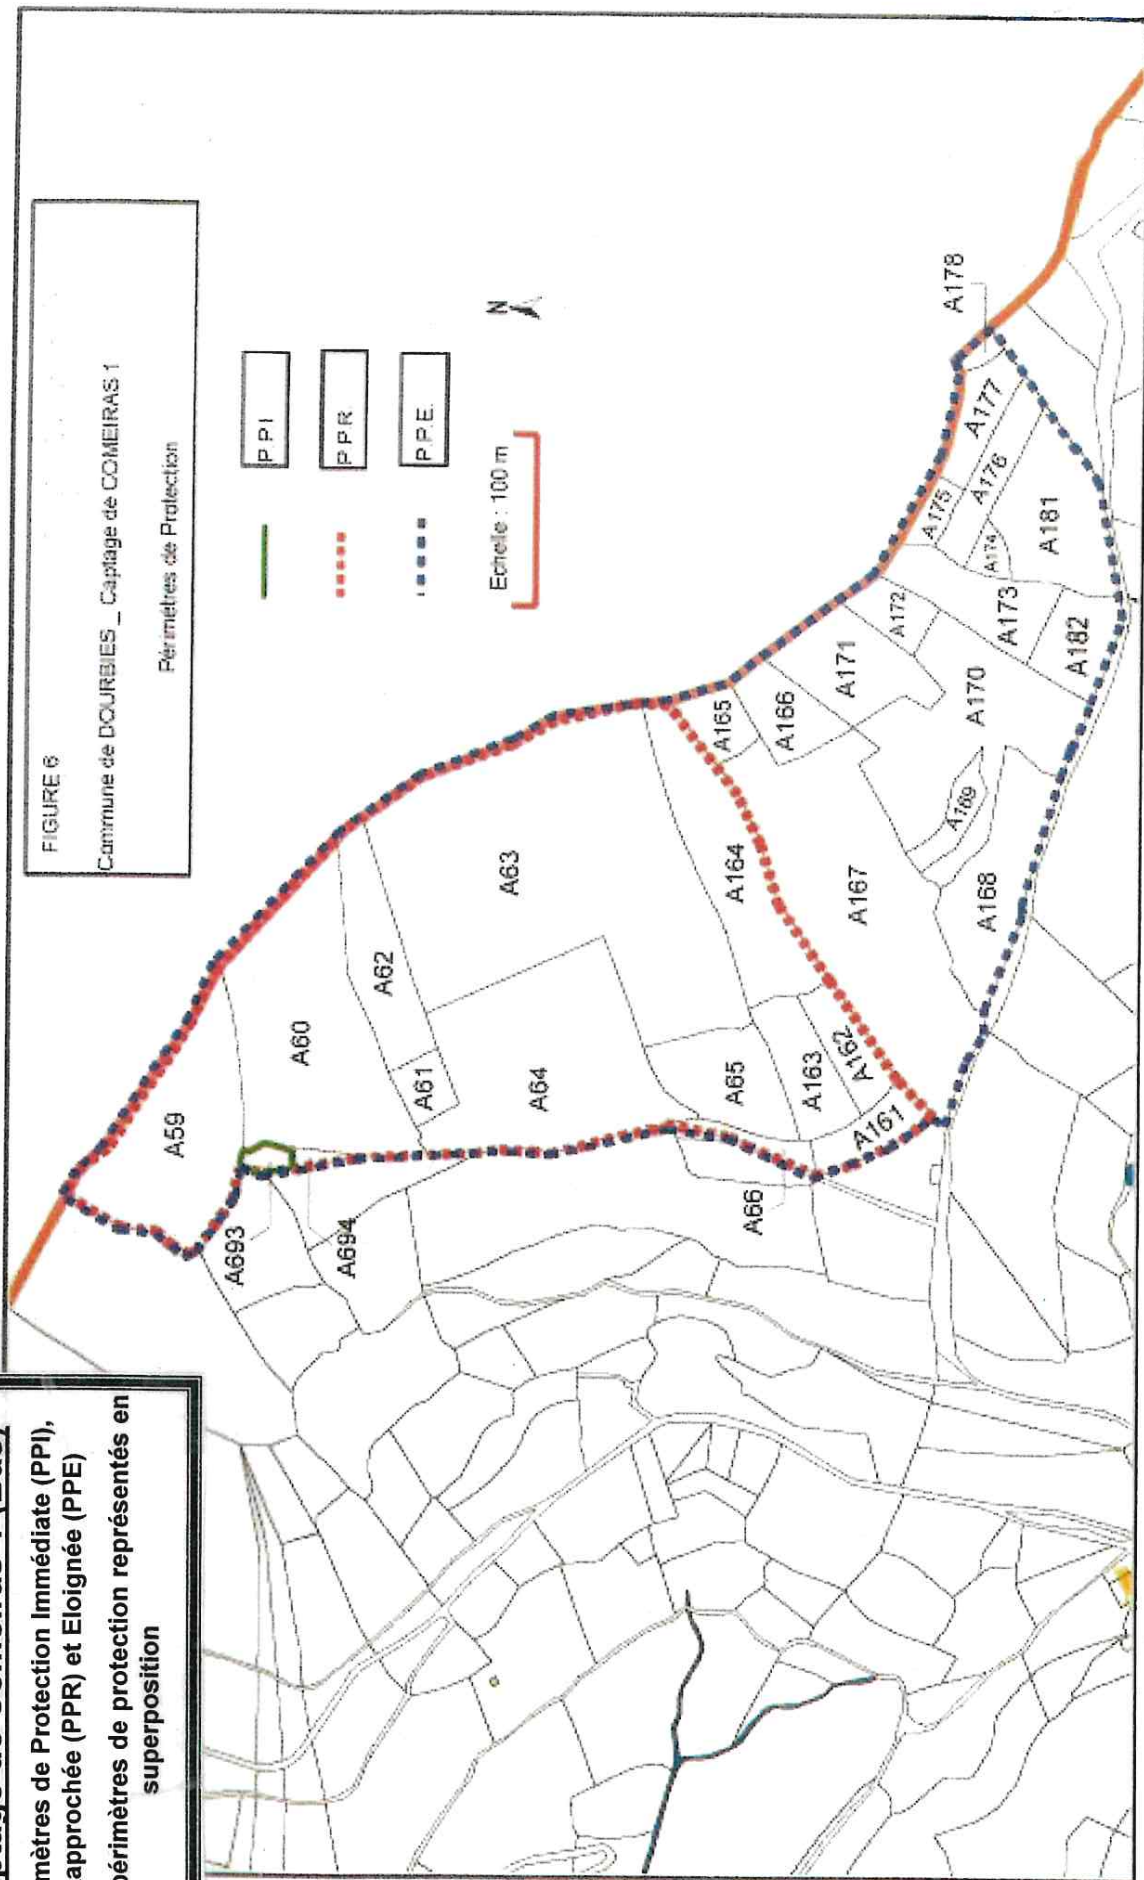 FIGURE 6
Commune de DOURBIES _ Captage de COMEIRAS 1
Périmètres de Protection
P.P.I
P.P.R.
P.P.E.
Echelle : 100 m
N
mètres de Protection Immédiate (PPI),
approchée (PPR) et Eloignée (PPE)
périmètres de protection représentés en
superposition
A59
A693
A694
A60
A61
A62
A63
A64
A65
A66
A161
A162
A163
A164
A165
A166
A167
A168
A169
A170
A171
A172
A173
A174
A175
A176
A177
A178
A181
A182